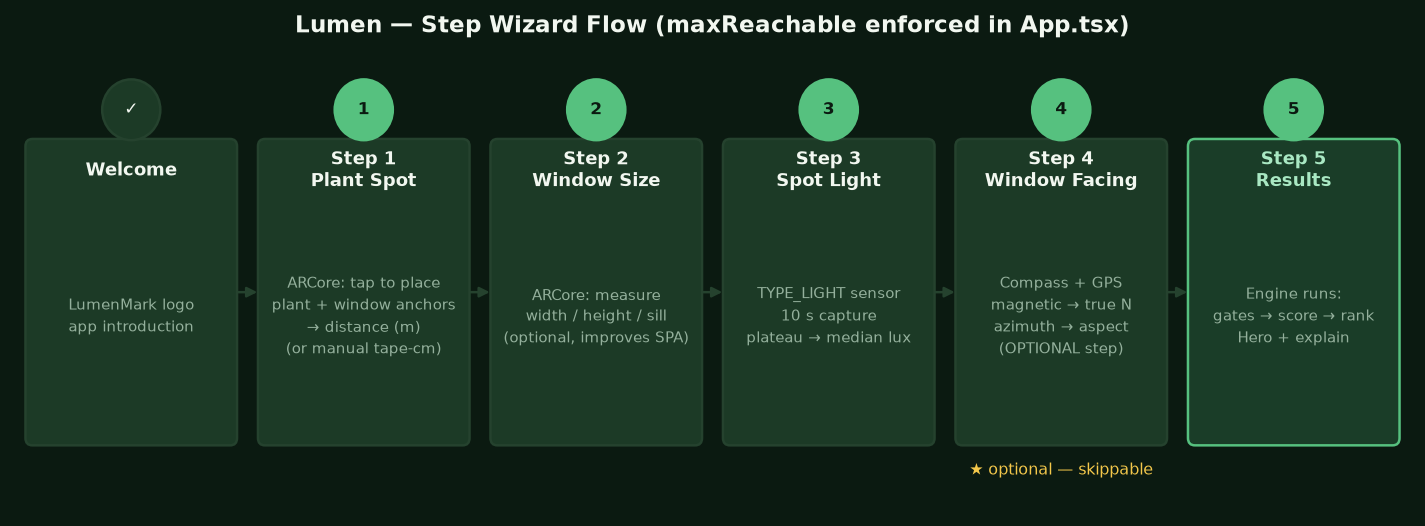 Lumen — Step Wizard Flow (maxReachable enforced in App.tsx)
✓
Welcome
LumenMark logo
app introduction
1
Step 1
Plant Spot
ARCore: tap to place
plant + window anchors
→ distance (m)
(or manual tape-cm)
2
Step 2
Window Size
ARCore: measure
width / height / sill
(optional, improves SPA)
3
Step 3
Spot Light
TYPE_LIGHT sensor
10 s capture
plateau → median lux
4
Step 4
Window Facing
Compass + GPS
magnetic → true N
azimuth → aspect
(OPTIONAL step)
★ optional — skippable
5
Step 5
Results
Engine runs:
gates → score → rank
Hero + explain